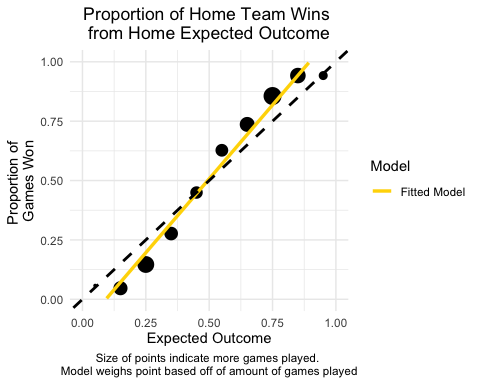 Proportion of Home Team Wins
from Home Expected Outcome
1.00
0.75
0.50
0.25
0.00
Proportion of
Games Won
0.00 0.25 0.50 0.75 1.00
Expected Outcome
Model
Fitted Model
Size of points indicate more games played.
Model weighs point based off of amount of games played